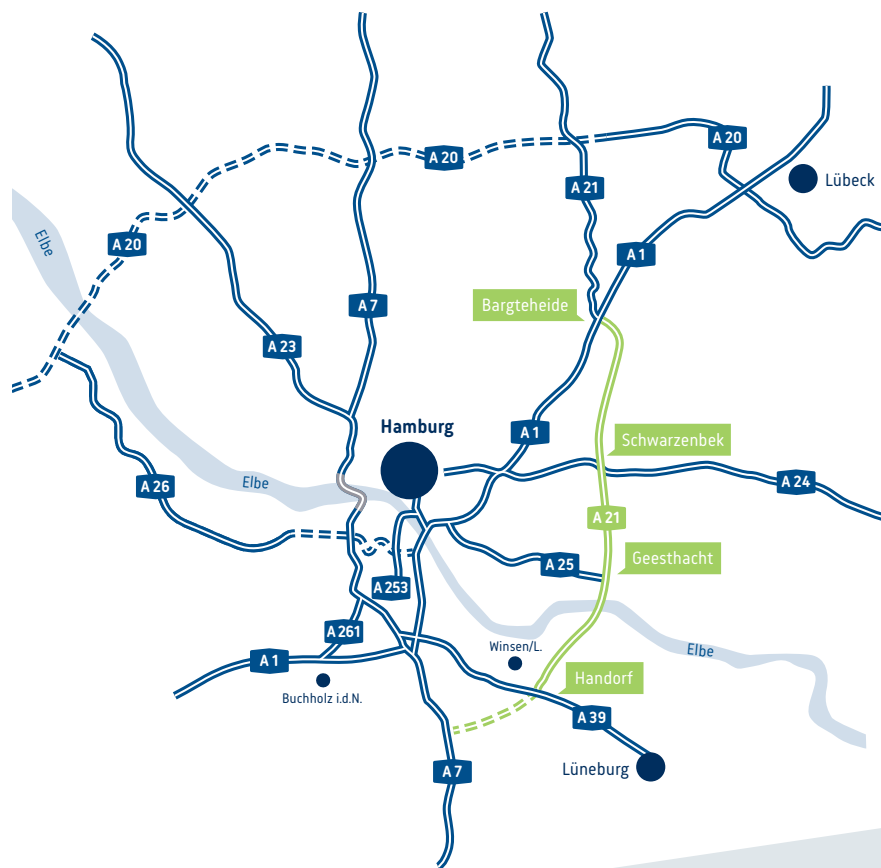 A 20
A 20
Lübeck
A 21
Elbe
A 20
A 1
A 7
Bargteheide
A 23
Hamburg
A 1
Schwarzenbek
A 26
Elbe
A 24
A 21
Geesthacht
A 25
A 253
A 261
Winsen/L.
Elbe
A 1
Handorf
Buchholz i.d.N.
A 39
Lüneburg
A 7